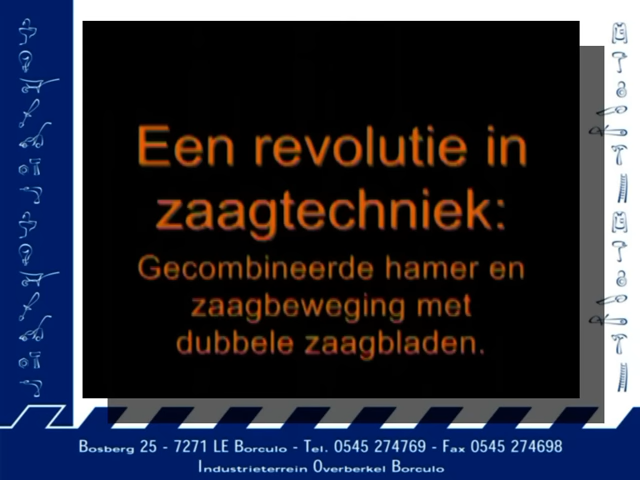 Een revolutie in
zaagtechniek:
Gecombineerde hamer en
zaagbeweging met
dubbele zaagbladen.
Bosberg 25 - 7271 LE Borculo - Tel. 0545 274769 - Fax 0545 274698
Industrieterrein Overberkel Borculo